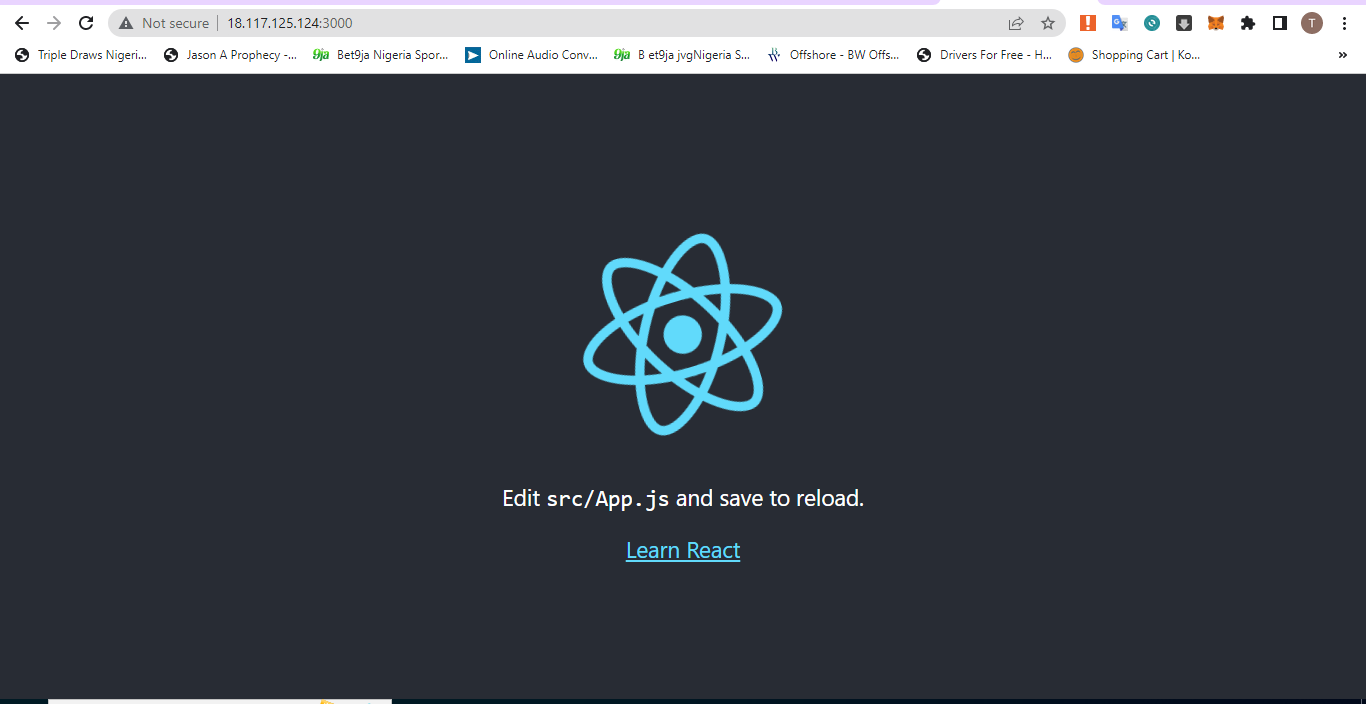 Not secure 18.117.125.124:3000
T
Triple Draws Nigeri... Jason A Prophecy -... 9ja Bet9ja Nigeria Spor... Online Audio Conv... 9ja B et9ja jvgNigeria S... Offshore - BW Offs... Drivers For Free - H... Shopping Cart | Ko... »
Edit src/App.js and save to reload.
Learn React